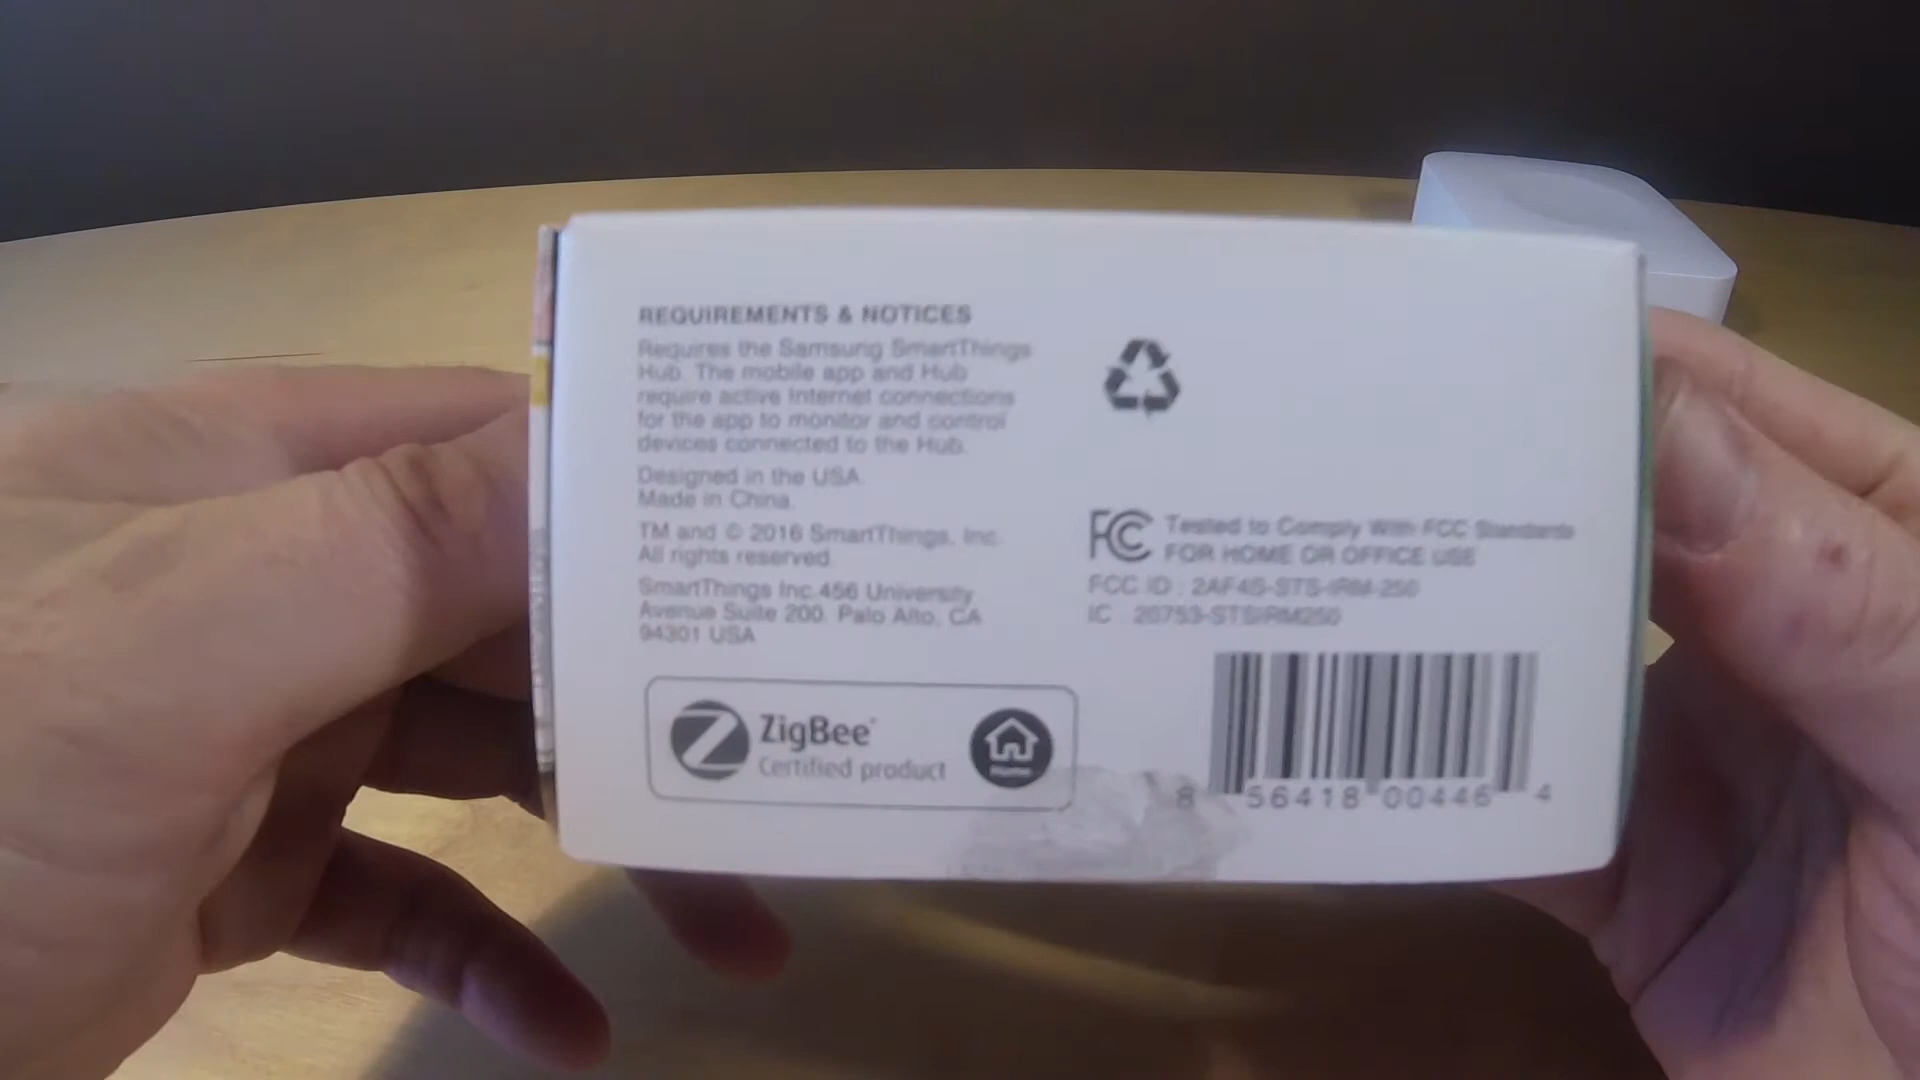 REQUIREMENTS & NOTICES
Requires the Samsung SmartThings
Hub. The mobile app and Hub
require active Internet connections
for the app to monitor and control
devices connected to the Hub.
Designed in the USA.
Made in China.
TM and © 2016 SmartThings, Inc.
All rights reserved.
SmartThings Inc.456 University
Avenue Suite 200. Palo Alto, CA
94301 USA
ZigBee®
Certified product
FC Tested to Comply With FCC Standards
FOR HOME OR OFFICE USE
FCC ID : 2AF4S-STS-IRM-250
IC : 20753-STSIRM250
8 56418 00446 4